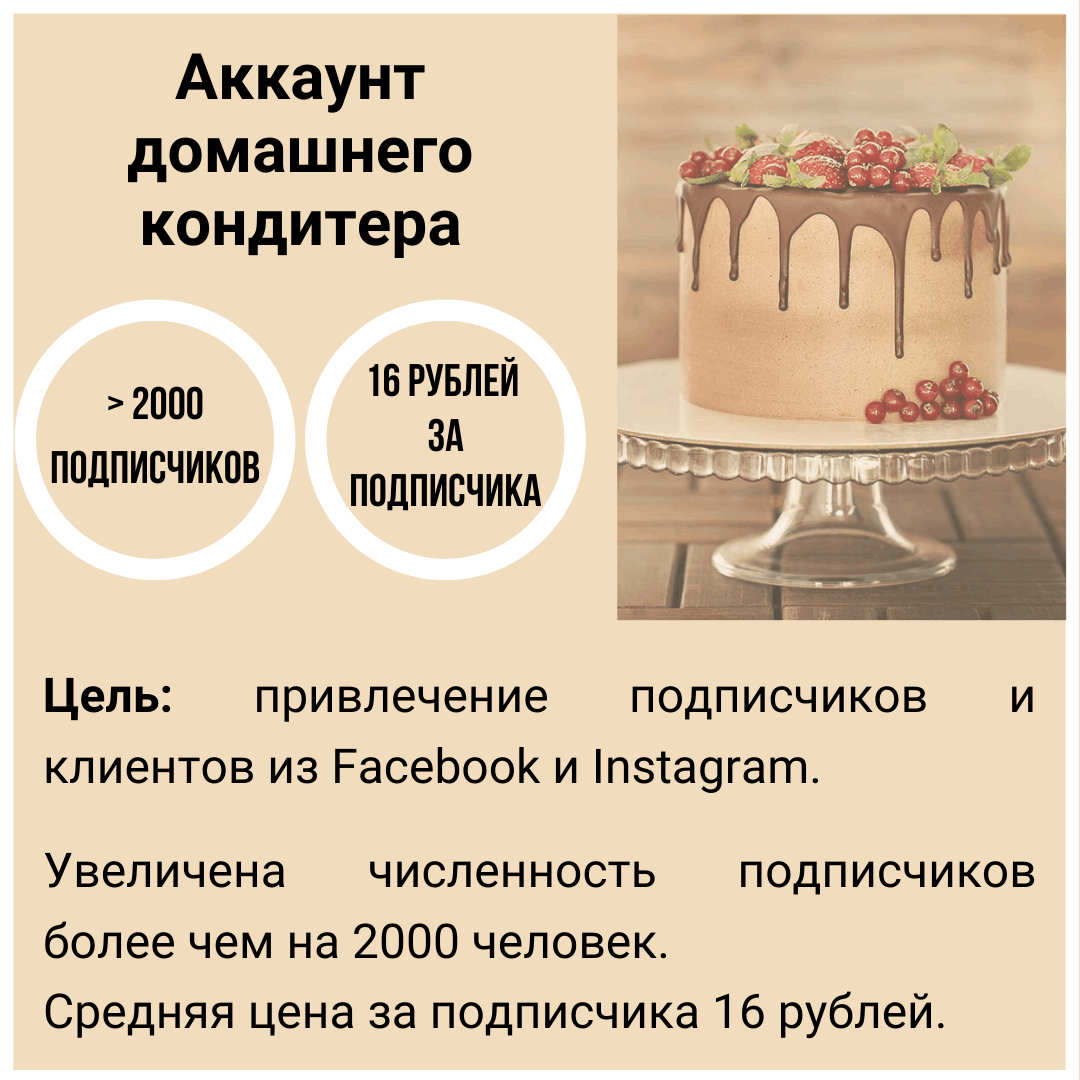 Аккаунт
домашнего
кондитера
> 2000
ПОДПИСЧИКОВ
16 РУБЛЕЙ
ЗА
ПОДПИСЧИКА
Цель: привлечение подписчиков и
клиентов из Facebook и Instagram.
Увеличена численность подписчиков
более чем на 2000 человек.
Средняя цена за подписчика 16 рублей.